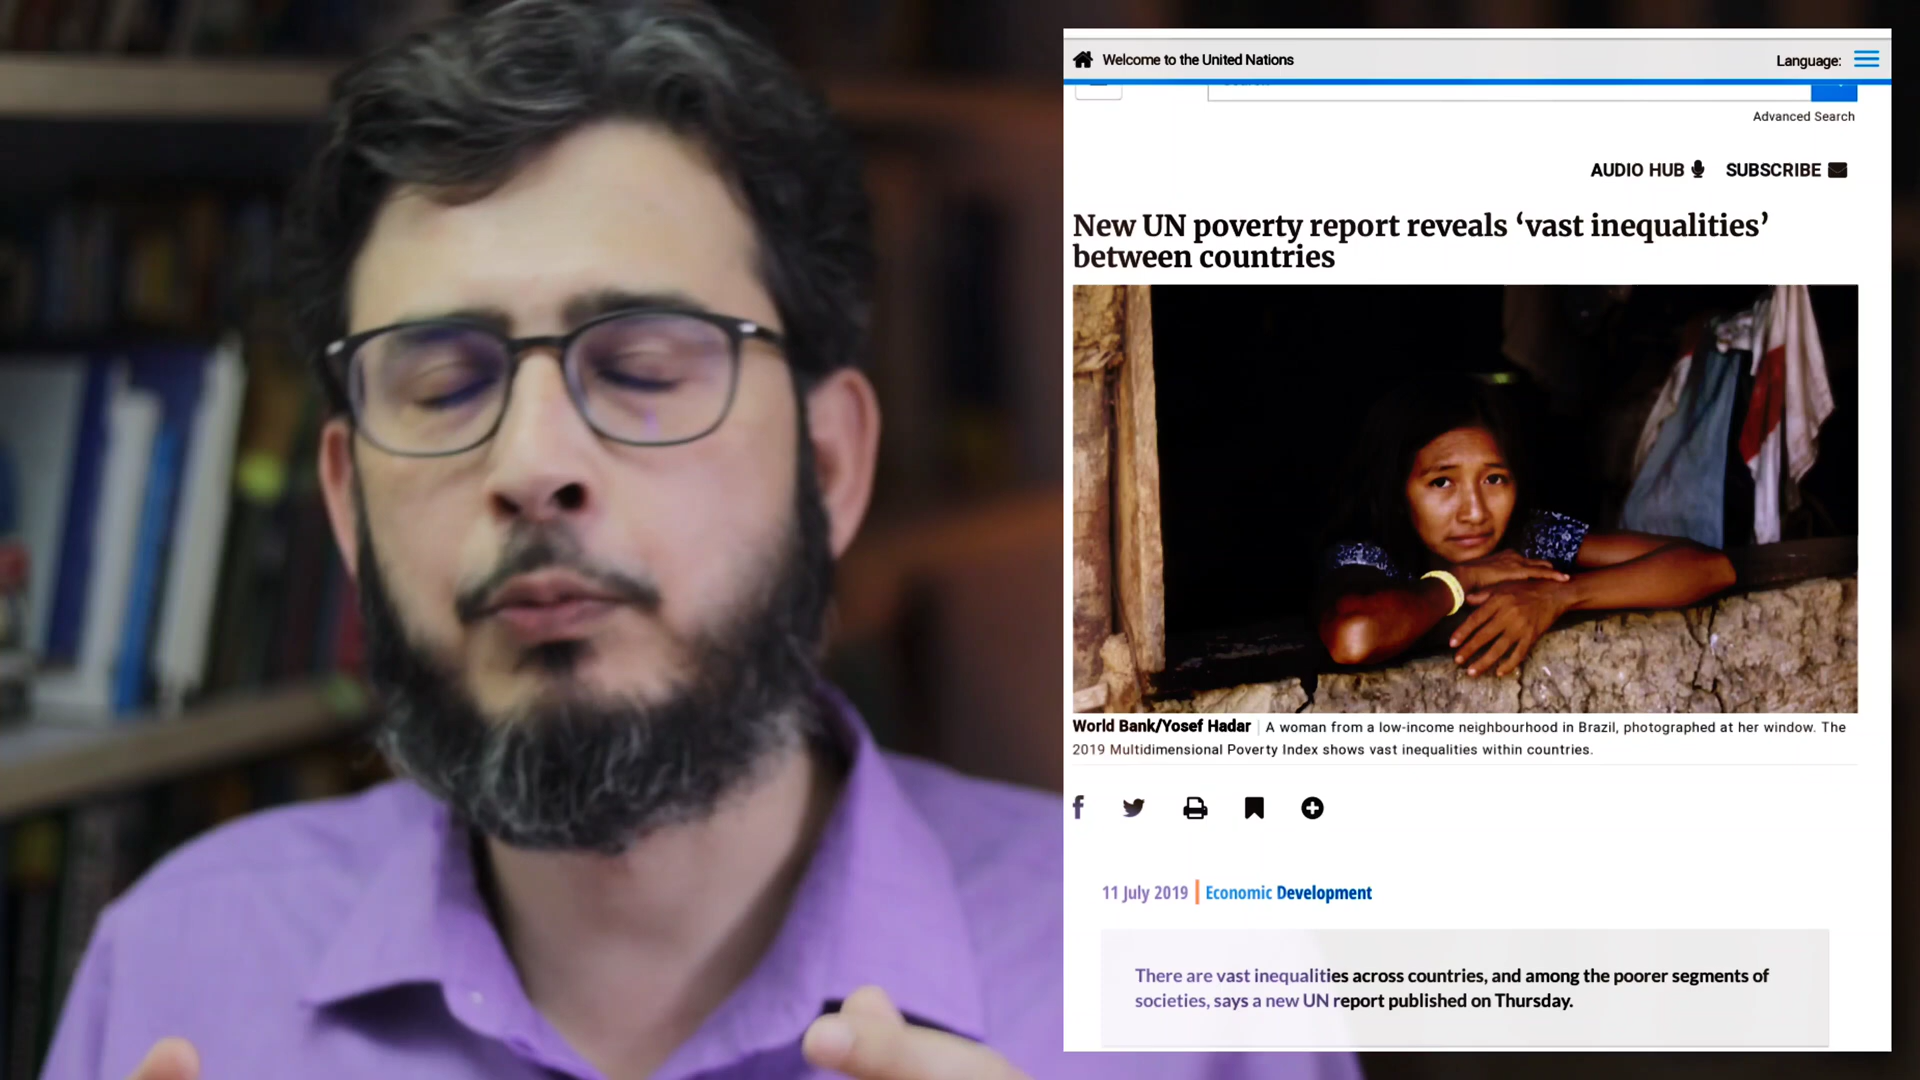 Welcome to the United Nations
Language:
Advanced Search
AUDIO HUB
SUBSCRIBE
New UN poverty report reveals ‘vast inequalities’
between countries
World Bank/Yosef Hadar | A woman from a low-income neighbourhood in Brazil, photographed at her window. The
2019 Multidimensional Poverty Index shows vast inequalities within countries.
11 July 2019 | Economic Development
There are vast inequalities across countries, and among the poorer segments of
societies, says a new UN report published on Thursday.